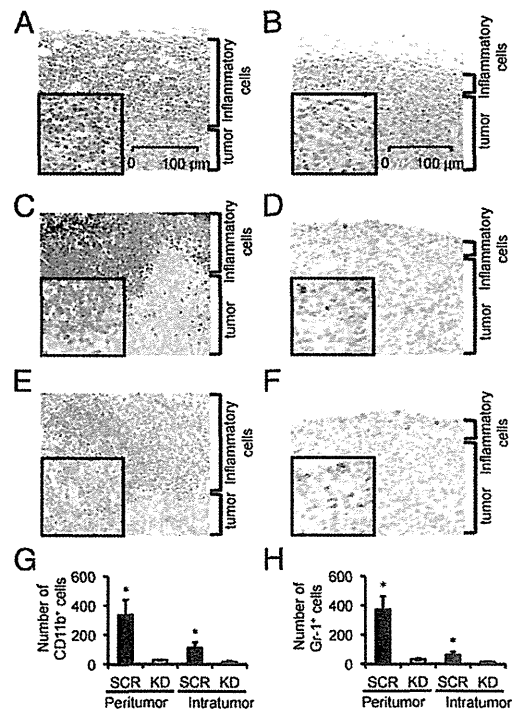 A
Inflammatory cells
tumor
0 100 µm
B
Inflammatory cells
tumor
0 100 µm
C
Inflammatory cells
tumor
D
Inflammatory cells
tumor
E
Inflammatory cells
tumor
F
Inflammatory cells
tumor
G
Number of
CD11b+ cells
600
400
200
0
*
*
SCR KD SCR KD
Peritumor Intratumor
H
Number of
Gr-1+ cells
600
400
200
0
*
*
SCR KD SCR KD
Peritumor Intratumor